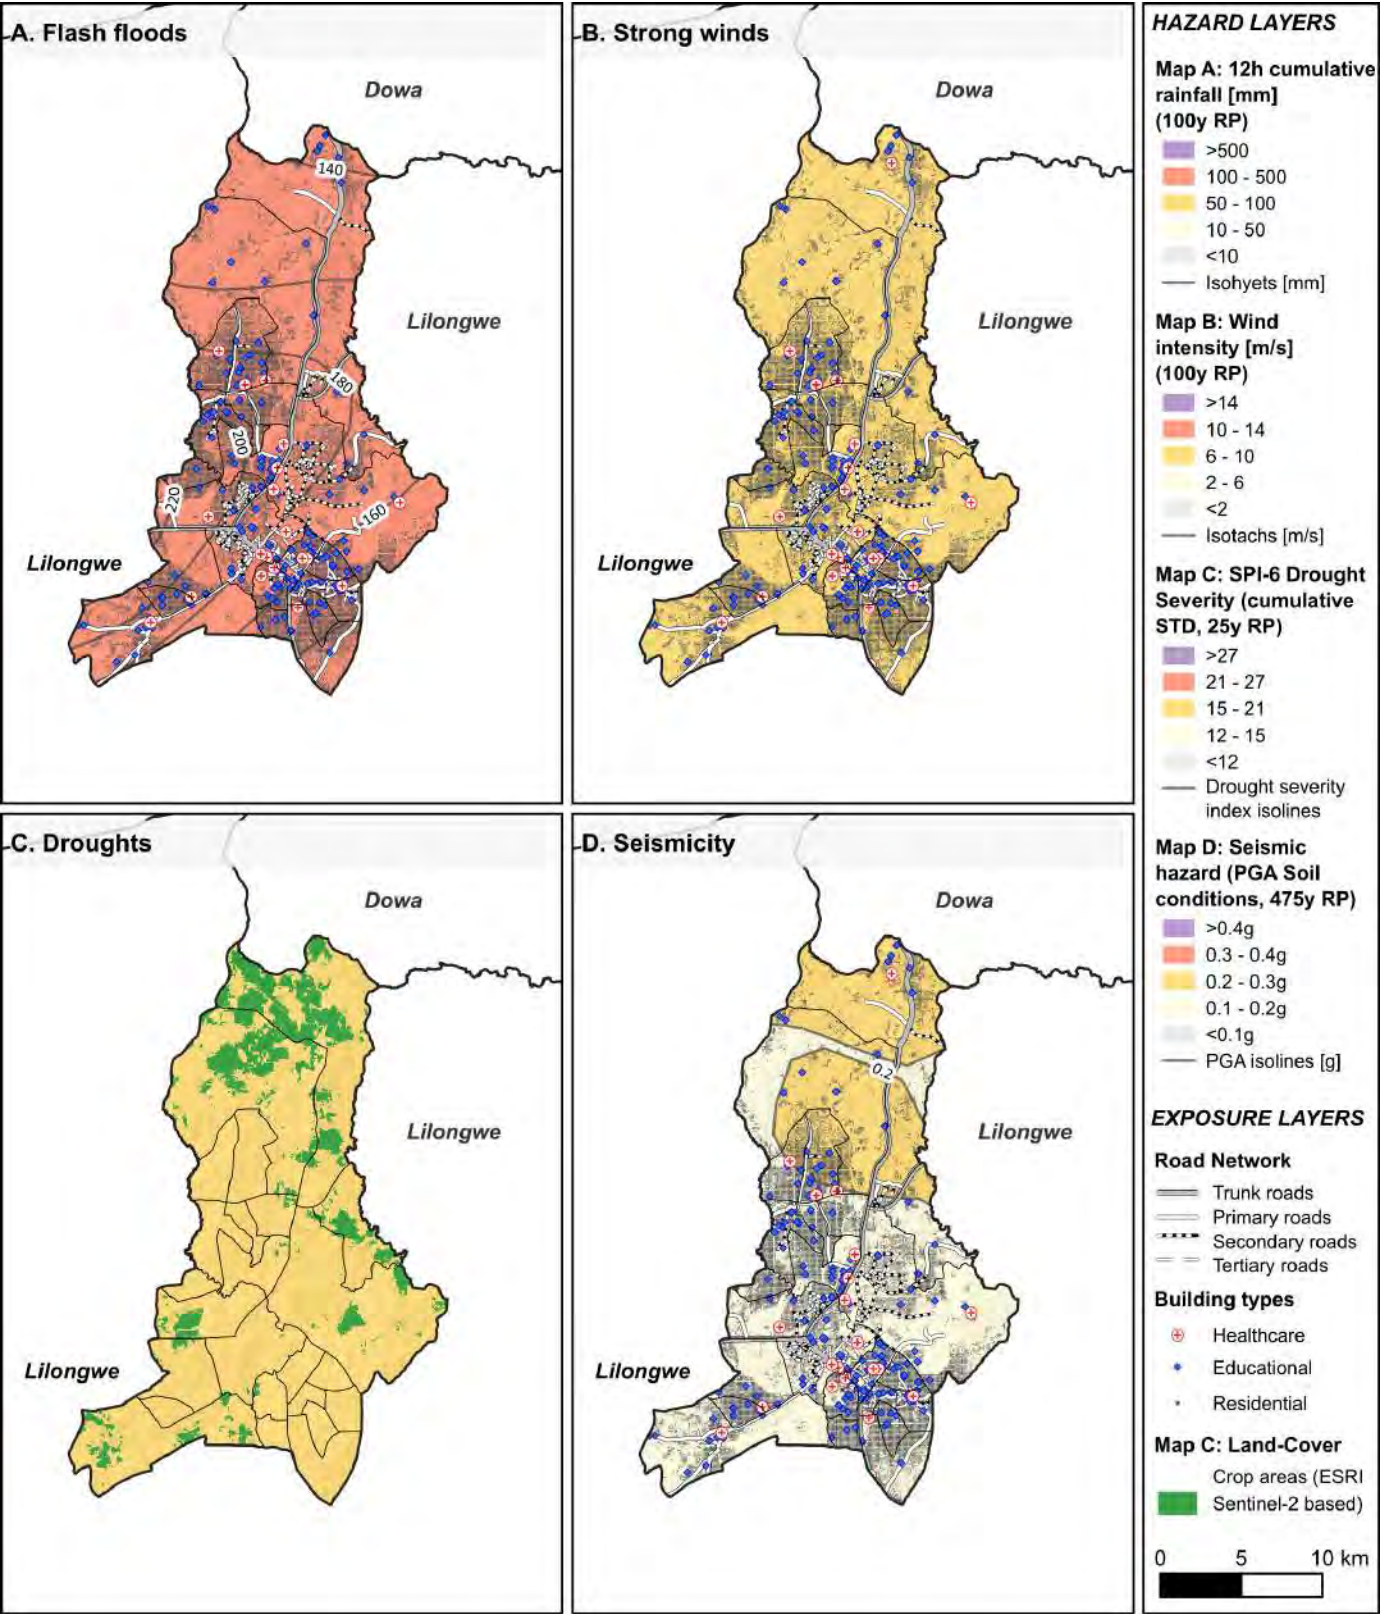 A. Flash floods
Dowa
140
Lilongwe
180
200
220
160
Lilongwe
B. Strong winds
Dowa
Lilongwe
Lilongwe
C. Droughts
Dowa
Lilongwe
Lilongwe
D. Seismicity
Dowa
0.2
Lilongwe
Lilongwe
HAZARD LAYERS
Map A: 12h cumulative
rainfall [mm]
(100y RP)
>500
100 - 500
50 - 100
10 - 50
<10
Isohyets [mm]
Map B: Wind
intensity [m/s]
(100y RP)
>14
10 - 14
6 - 10
2 - 6
<2
Isotachs [m/s]
Map C: SPI-6 Drought
Severity (cumulative
STD, 25y RP)
>27
21 - 27
15 - 21
12 - 15
<12
Drought severity
index isolines
Map D: Seismic
hazard (PGA Soil
conditions, 475y RP)
>0.4g
0.3 - 0.4g
0.2 - 0.3g
0.1 - 0.2g
<0.1g
PGA isolines [g]
EXPOSURE LAYERS
Road Network
Trunk roads
Primary roads
Secondary roads
Tertiary roads
Building types
Healthcare
Educational
Residential
Map C: Land-Cover
Crop areas (ESRI
Sentinel-2 based)
0 5 10 km